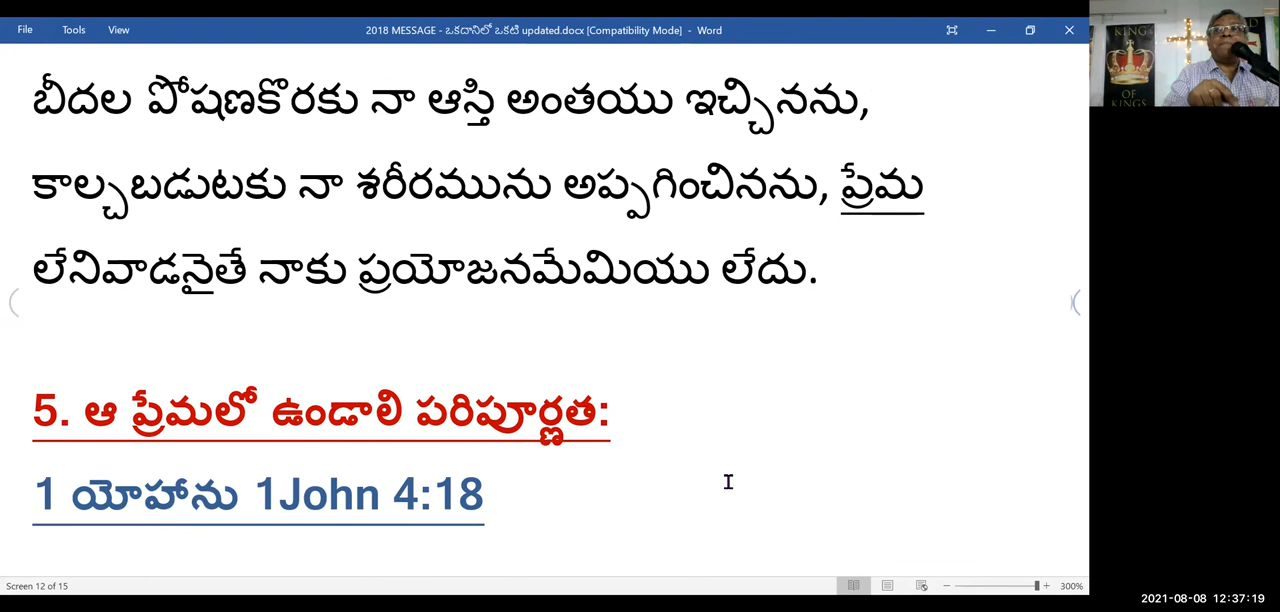 File Tools View 2018 MESSAGE - ఒకదానిలో ఒకటి updated.docx [Compatibility Mode] - Word
KING
OF
KINGS
బీదల పోషణకొరకు నా ఆస్తి అంతయు ఇచ్చినను,
కాల్చబడుటకు నా శరీరమును అప్పగించినను, ప్రేమ
లేనివాడనైతే నాకు ప్రయోజనమేమియు లేదు.
5. ఆ ప్రేమలో ఉండాలి పరిపూర్ణత:
1 యోహాను 1John 4:18
Screen 12 of 15 300%
2021-08-08 12:37:19